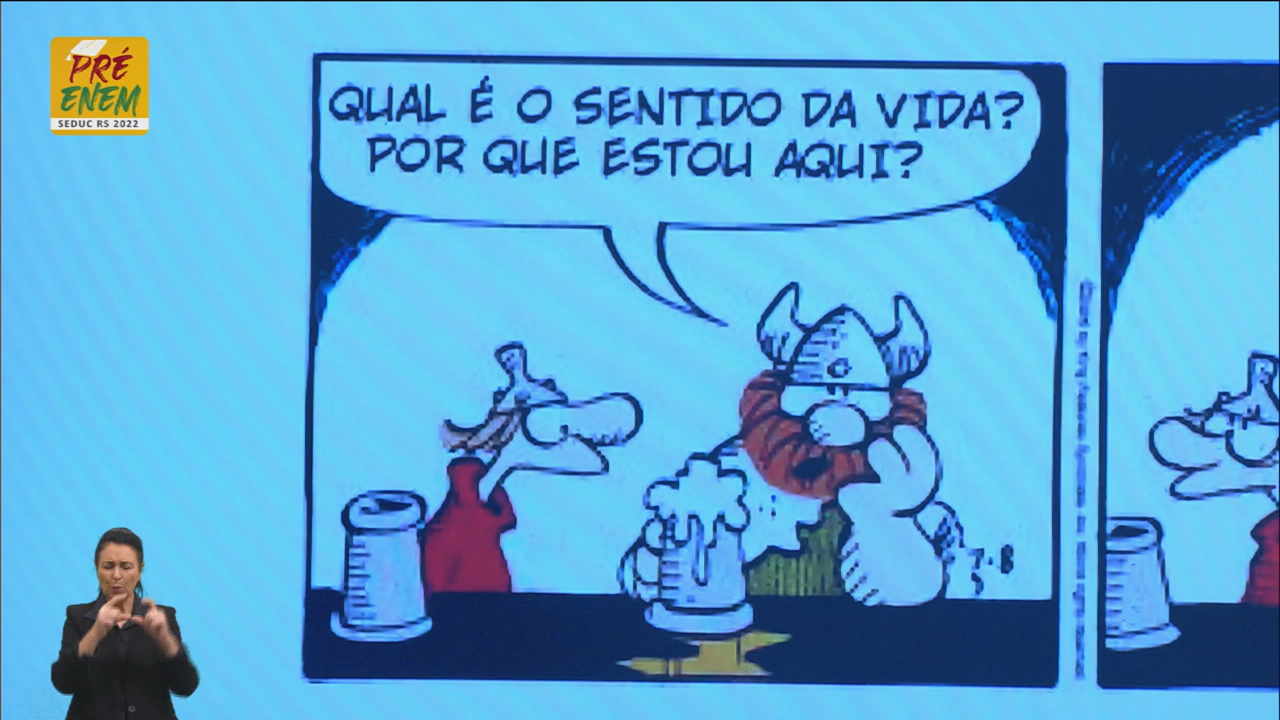 PRÉ
ENEM
SEDUC RS 2022
QUAL É O SENTIDO DA VIDA?
POR QUE ESTOU AQUI?
7-8